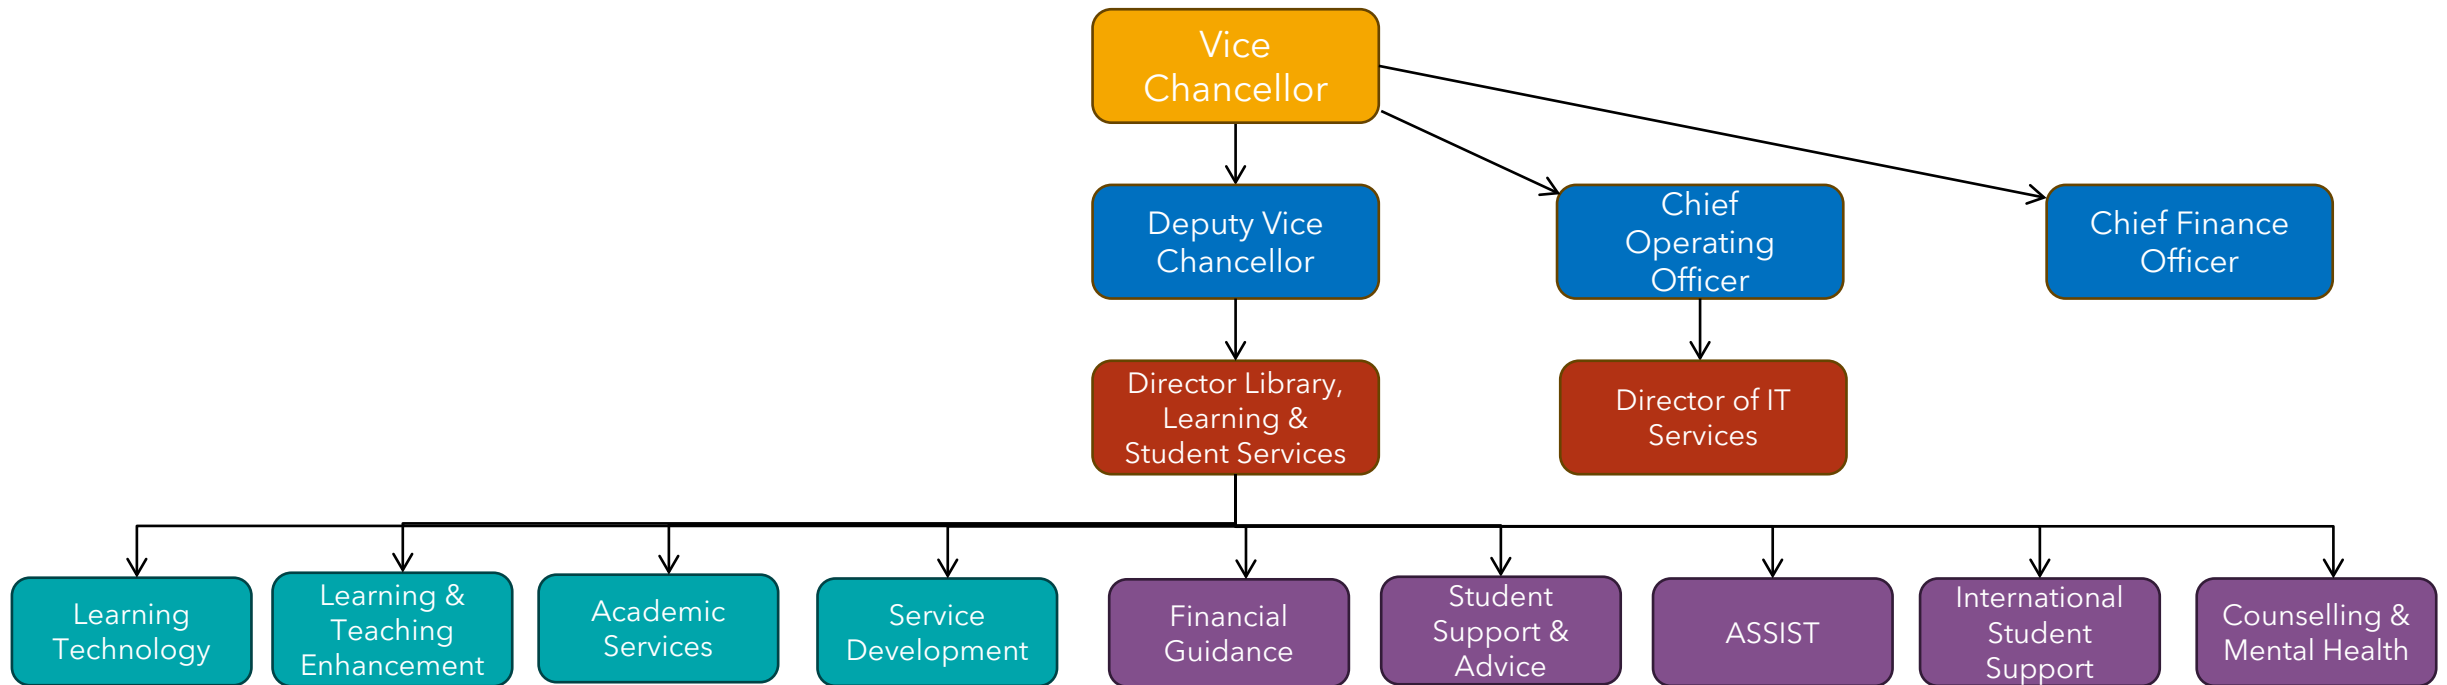 Vice
Chancellor
Deputy Vice
Chancellor
Chief
Operating
Officer
Chief Finance
Officer
Director Library,
Learning &
Student Services
Director of IT
Services
Learning
Technology
Learning &
Teaching
Enhancement
Academic
Services
Service
Development
Financial
Guidance
Student
Support &
Advice
ASSIST
International
Student
Support
Counselling &
Mental Health